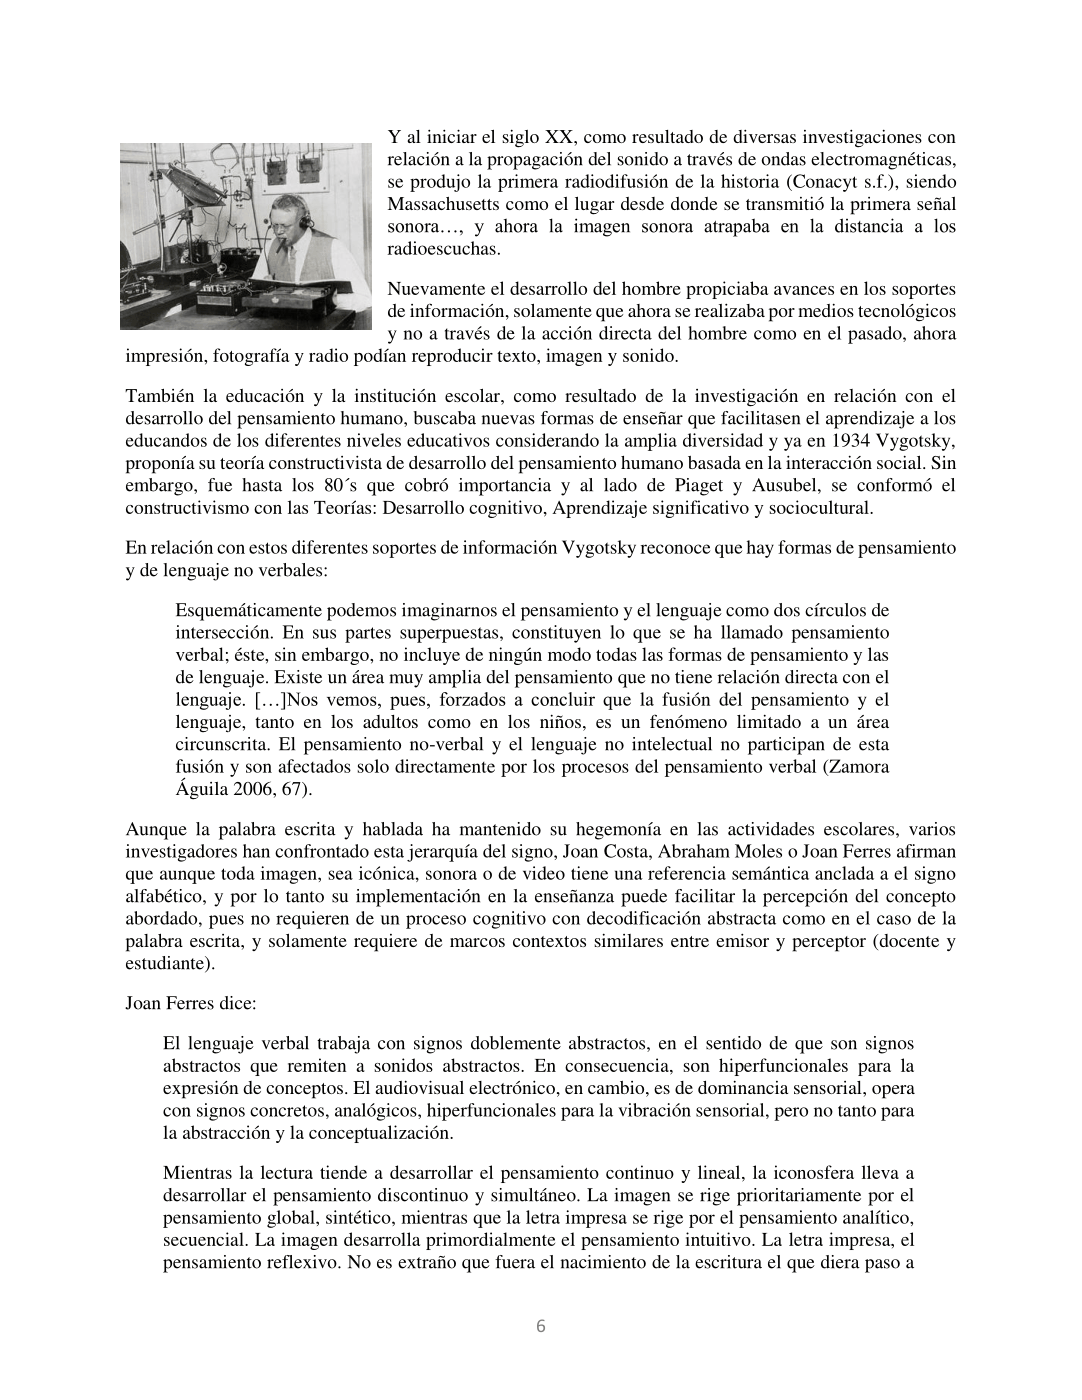 Y al iniciar el siglo XX, como resultado de diversas investigaciones con
relación a la propagación del sonido a través de ondas electromagnéticas,
se produjo la primera radiodifusión de la historia (Conacyt s.f.), siendo
Massachusetts como el lugar desde donde se transmitió la primera señal
sonora…, y ahora la imagen sonora atrapaba en la distancia a los
radioescuchas.
Nuevamente el desarrollo del hombre propiciaba avances en los soportes
de información, solamente que ahora se realizaba por medios tecnológicos
y no a través de la acción directa del hombre como en el pasado, ahora
impresión, fotografía y radio podían reproducir texto, imagen y sonido.
También la educación y la institución escolar, como resultado de la investigación en relación con el
desarrollo del pensamiento humano, buscaba nuevas formas de enseñar que facilitasen el aprendizaje a los
educandos de los diferentes niveles educativos considerando la amplia diversidad y ya en 1934 Vygotsky,
proponía su teoría constructivista de desarrollo del pensamiento humano basada en la interacción social. Sin
embargo, fue hasta los 80´s que cobró importancia y al lado de Piaget y Ausubel, se conformó el
constructivismo con las Teorías: Desarrollo cognitivo, Aprendizaje significativo y sociocultural.
En relación con estos diferentes soportes de información Vygotsky reconoce que hay formas de pensamiento
y de lenguaje no verbales:
Esquemáticamente podemos imaginarnos el pensamiento y el lenguaje como dos círculos de
intersección. En sus partes superpuestas, constituyen lo que se ha llamado pensamiento
verbal; éste, sin embargo, no incluye de ningún modo todas las formas de pensamiento y las
de lenguaje. Existe un área muy amplia del pensamiento que no tiene relación directa con el
lenguaje. […]Nos vemos, pues, forzados a concluir que la fusión del pensamiento y el
lenguaje, tanto en los adultos como en los niños, es un fenómeno limitado a un área
circunscrita. El pensamiento no-verbal y el lenguaje no intelectual no participan de esta
fusión y son afectados solo directamente por los procesos del pensamiento verbal (Zamora
Águila 2006, 67).
Aunque la palabra escrita y hablada ha mantenido su hegemonía en las actividades escolares, varios
investigadores han confrontado esta jerarquía del signo, Joan Costa, Abraham Moles o Joan Ferres afirman
que aunque toda imagen, sea icónica, sonora o de video tiene una referencia semántica anclada a el signo
alfabético, y por lo tanto su implementación en la enseñanza puede facilitar la percepción del concepto
abordado, pues no requieren de un proceso cognitivo con decodificación abstracta como en el caso de la
palabra escrita, y solamente requiere de marcos contextos similares entre emisor y perceptor (docente y
estudiante).
Joan Ferres dice:
El lenguaje verbal trabaja con signos doblemente abstractos, en el sentido de que son signos
abstractos que remiten a sonidos abstractos. En consecuencia, son hiperfuncionales para la
expresión de conceptos. El audiovisual electrónico, en cambio, es de dominancia sensorial, opera
con signos concretos, analógicos, hiperfuncionales para la vibración sensorial, pero no tanto para
la abstracción y la conceptualización.
Mientras la lectura tiende a desarrollar el pensamiento continuo y lineal, la iconosfera lleva a
desarrollar el pensamiento discontinuo y simultáneo. La imagen se rige prioritariamente por el
pensamiento global, sintético, mientras que la letra impresa se rige por el pensamiento analítico,
secuencial. La imagen desarrolla primordialmente el pensamiento intuitivo. La letra impresa, el
pensamiento reflexivo. No es extraño que fuera el nacimiento de la escritura el que diera paso a
6